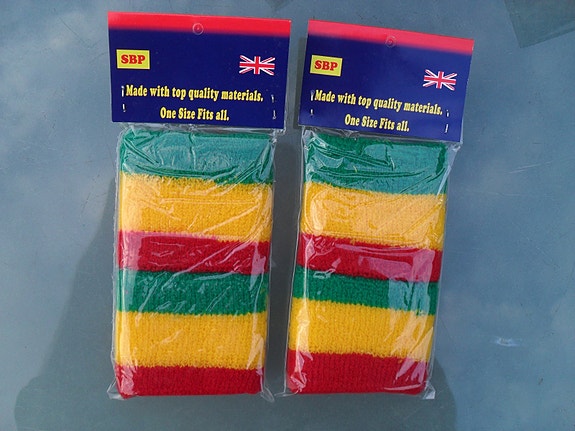 SBP
Made with top quality materials.
One Size Fits all.
SBP
Made with top quality materials.
One Size Fits all.